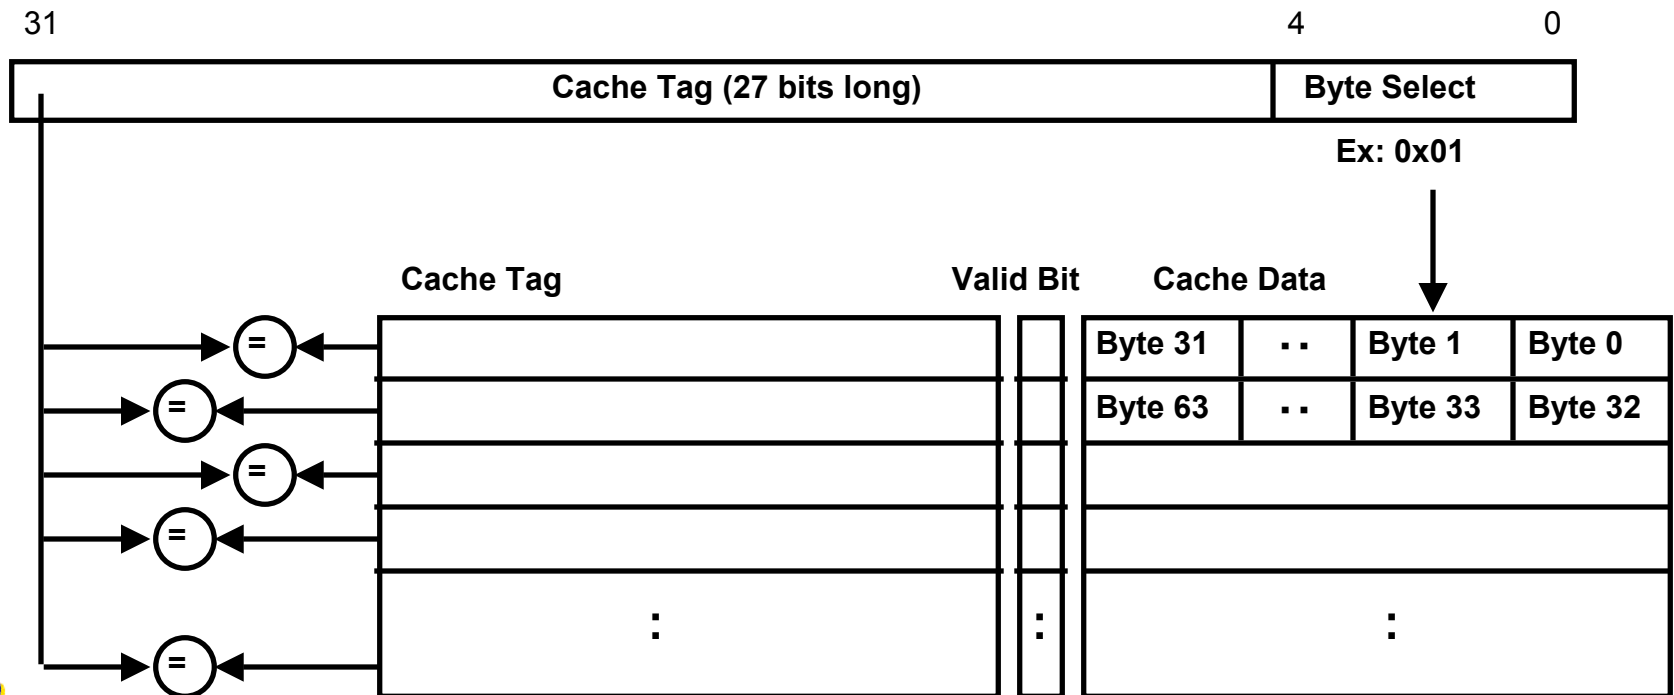 31 4 0
Cache Tag (27 bits long) Byte Select
Ex: 0x01
Cache Tag Valid Bit Cache Data
= Byte 31 .. Byte 1 Byte 0
= Byte 63 .. Byte 33 Byte 32
=
=
: : :
=